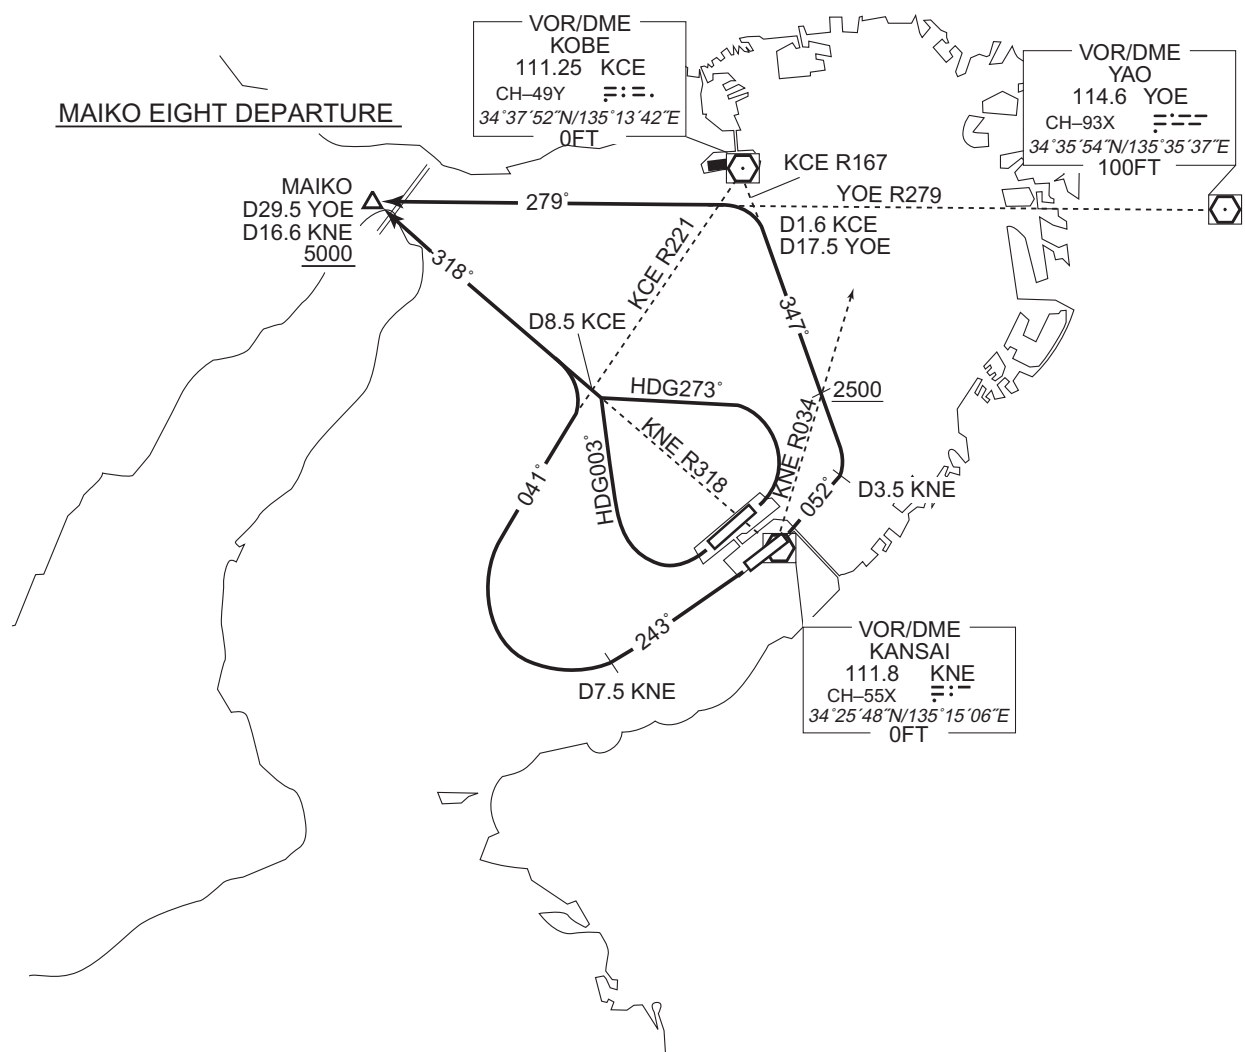 VOR/DME
KOBE
111.25 KCE
CH–49Y
34°37´52˝N/135°13´42˝E
0FT
VOR/DME
YAO
114.6 YOE
CH–93X
34°35´54˝N/135°35´37˝E
100FT
MAIKO EIGHT DEPARTURE
MAIKO
D29.5 YOE
D16.6 KNE
5000
279°
KCE R167
YOE R279
D1.6 KCE
D17.5 YOE
318°
KCE R221
347°
D8.5 KCE
HDG273°
2500
KNE R034
KNE R318
HDG003°
041°
052°
D3.5 KNE
243°
D7.5 KNE
VOR/DME
KANSAI
111.8 KNE
CH–55X
34°25´48˝N/135°15´06˝E
0FT